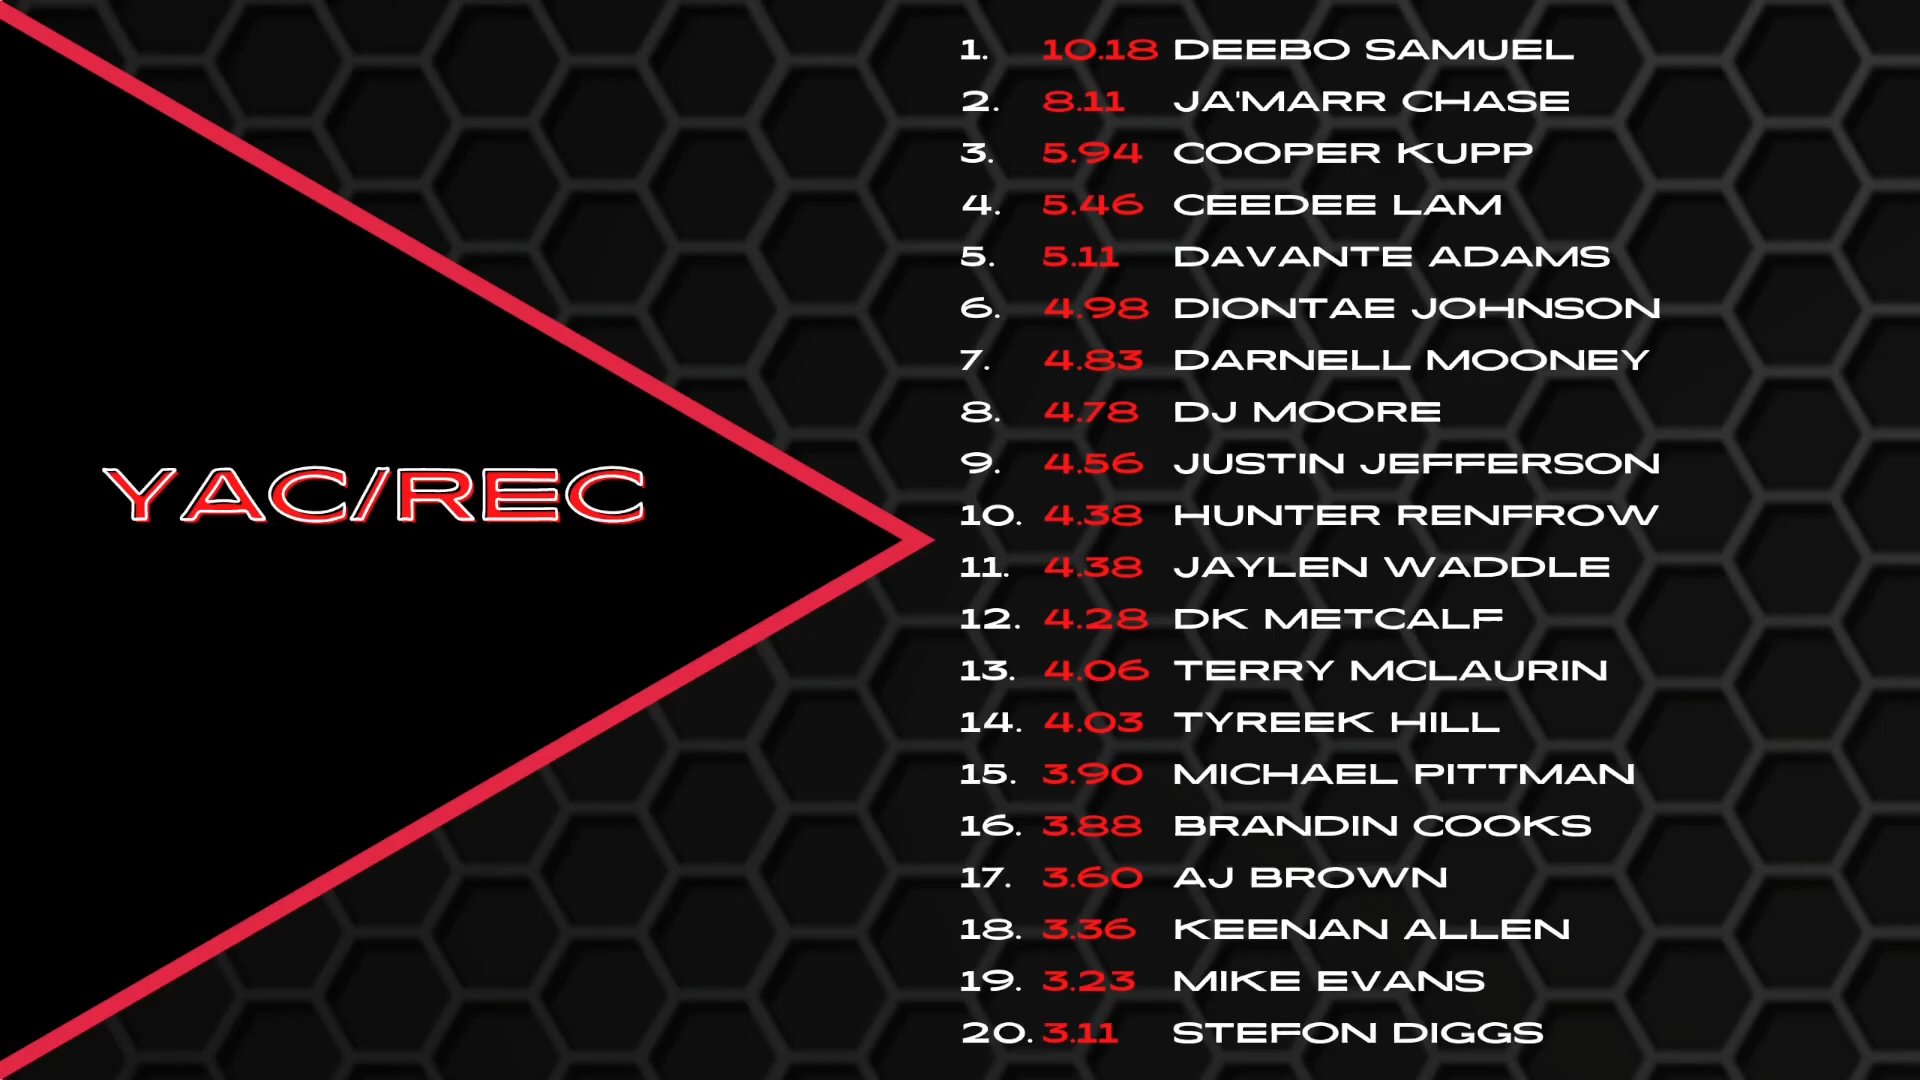 YAC/REC
1. 10.18 DEEBO SAMUEL
2. 8.11 JA'MARR CHASE
3. 5.94 COOPER KUPP
4. 5.46 CEEDEE LAM
5. 5.11 DAVANTE ADAMS
6. 4.98 DIONTAE JOHNSON
7. 4.83 DARNELL MOONEY
8. 4.78 DJ MOORE
9. 4.56 JUSTIN JEFFERSON
10. 4.38 HUNTER RENFROW
11. 4.38 JAYLEN WADDLE
12. 4.28 DK METCALF
13. 4.06 TERRY MCLAURIN
14. 4.03 TYREEK HILL
15. 3.90 MICHAEL PITTMAN
16. 3.88 BRANDIN COOKS
17. 3.60 AJ BROWN
18. 3.36 KEENAN ALLEN
19. 3.23 MIKE EVANS
20. 3.11 STEFON DIGGS